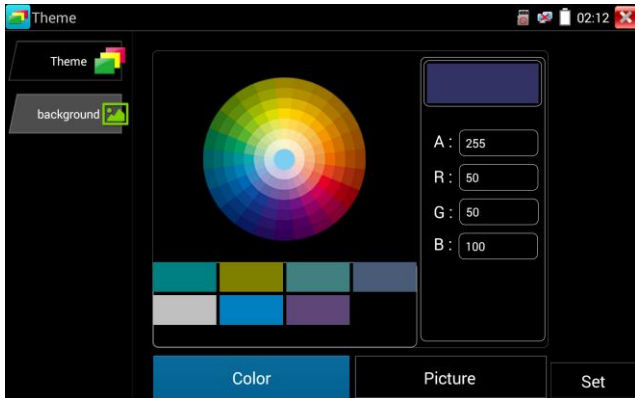 Theme
02:12
Theme
background
A : 255
R : 50
G : 50
B : 100
Color
Picture
Set